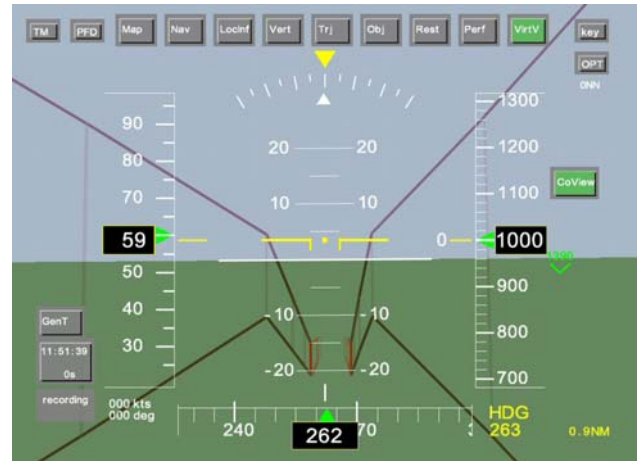 TM PFD Map Nav LocInf Vert Trj Obj Rest Perf VirtV key
OPT
0NN
1300
90 20 20 1200
80
70 10 10 1100
CoView
59 0 1000
50
900
40 -10 -10
GenT 800
30
11:51:39
0s
-20 -20 700
recording
000 kts
000 deg
HDG
240 262 70 263 0.9NM